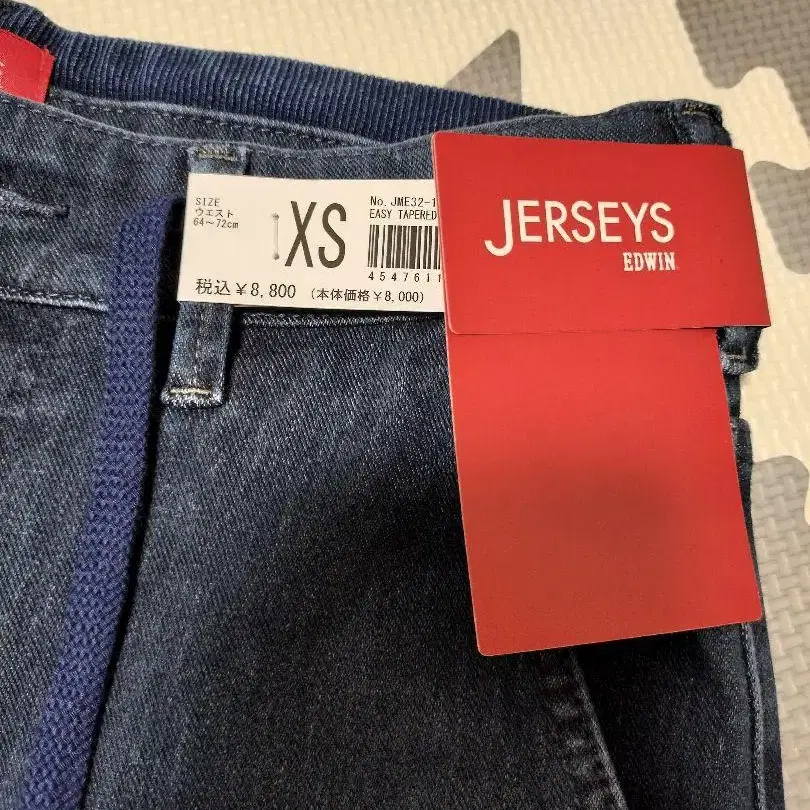 SIZE
ウエスト
64～72cm
XS
No. JME32-1
EASY TAPERED
4547611
税込￥8,800 (本体価格￥8,000)
JERSEYS
EDWIN